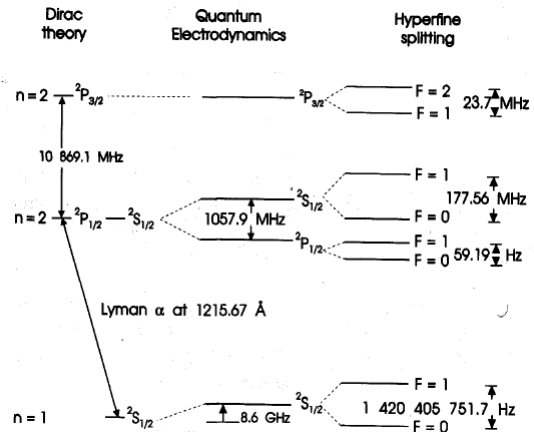 Dirac theory
Quantum Electrodynamics
Hyperfine splitting
n = 2 ²P3/2
²P3/2
F = 2
F = 1
23.7 MHz
10 869.1 MHz
n = 2 ²P1/2 ²S1/2
1057.9 MHz
²S1/2
F = 1
177.56 MHz
F = 0
²P1/2
F = 1
F = 0
59.19 Hz
Lyman α at 1215.67 Å
n = 1 ²S1/2
8.6 GHz
²S1/2
F = 1
1 420 405 751.7 Hz
F = 0